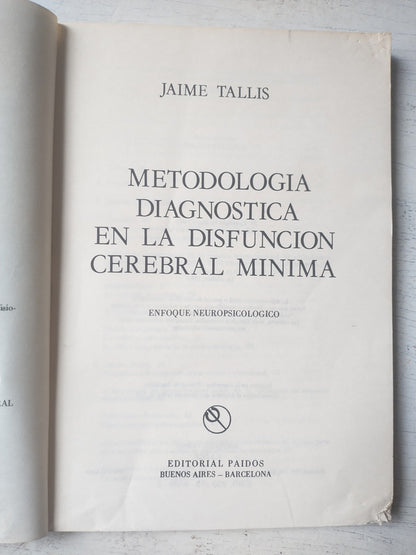 JAIME TALLIS
METODOLOGIA
DIAGNOSTICA
EN LA DISFUNCION
CEREBRAL MINIMA
ENFOQUE NEUROPSICOLOGICO
EDITORIAL PAIDOS
BUENOS AIRES – BARCELONA